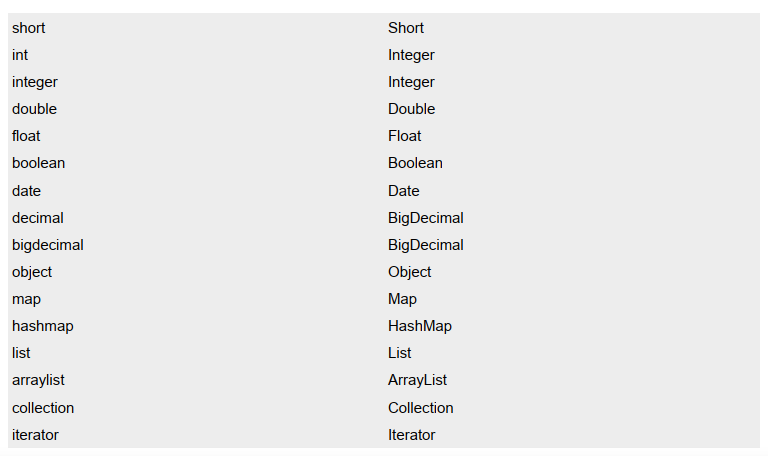 short Short
int Integer
integer Integer
double Double
float Float
boolean Boolean
date Date
decimal BigDecimal
bigdecimal BigDecimal
object Object
map Map
hashmap HashMap
list List
arraylist ArrayList
collection Collection
iterator Iterator